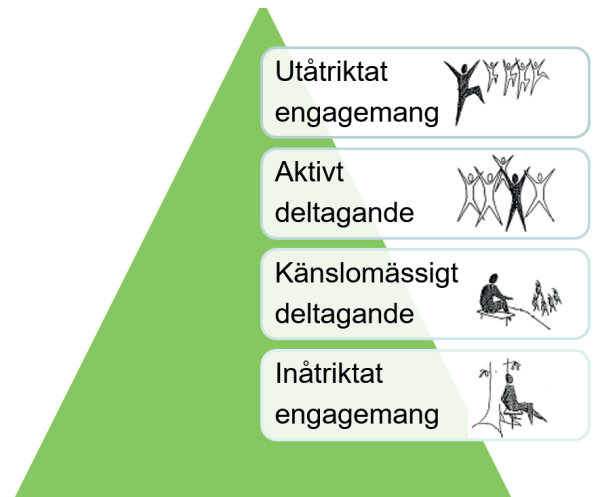 Utåtriktat
engagemang
Aktivt
deltagande
Känslomässigt
deltagande
Inåtriktat
engagemang